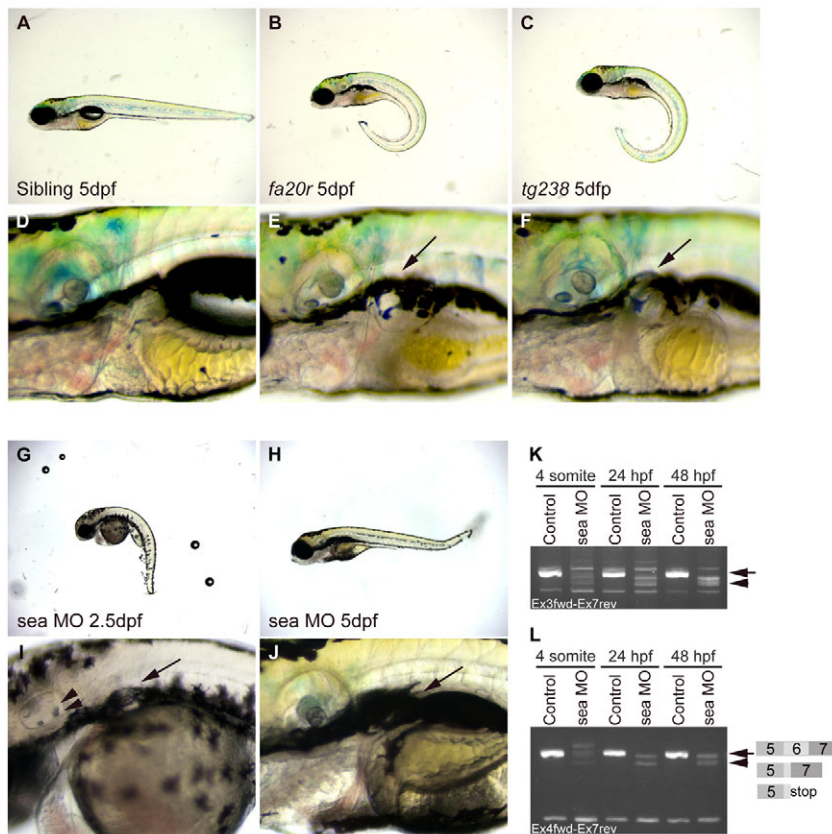 A
B
C
Sibling 5dpf
fa20r 5dpf
tg238 5dfp
D
E
F
G
H
K
4 somite 24 hpf 48 hpf
Control
sea MO
Control
sea MO
Control
sea MO
Ex3fwd-Ex7rev
sea MO 2.5dpf
sea MO 5dpf
I
J
L
4 somite 24 hpf 48 hpf
Control
sea MO
Control
sea MO
Control
sea MO
5 6 7
5 7
5 stop
Ex4fwd-Ex7rev